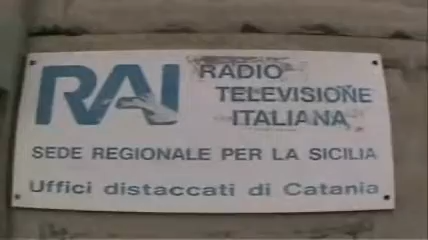 RAI RADIO
TELEVISIONE
ITALIANA
SEDE REGIONALE PER LA SICILIA
Uffici distaccati di Catania